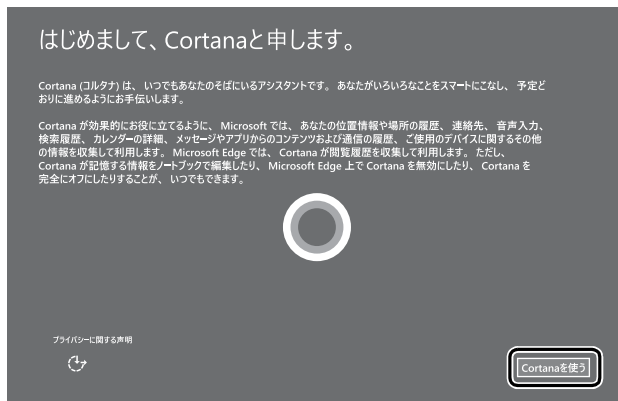 はじめまして、Cortanaと申します。
Cortana (コルタナ) は、いつでもあなたのそばにいるアシスタントです。あなたがいろいろなことをスマートにこなし、予定ど
おりに進めるようにお手伝いします。
Cortana が効果的にお役に立てるように、Microsoft では、あなたの位置情報や場所の履歴、連絡先、音声入力、
検索履歴、カレンダーの詳細、メッセージやアプリからのコンテンツおよび通信の履歴、ご使用のデバイスに関するその他
の情報を収集して利用します。Microsoft Edge では、Cortana が閲覧履歴を収集して利用します。ただし、
Cortana が記憶する情報をノートブックで編集したり、Microsoft Edge 上で Cortana を無効にしたり、Cortana を
完全にオフにしたりすることが、いつでもできます。
プライバシーに関する声明
Cortanaを使う